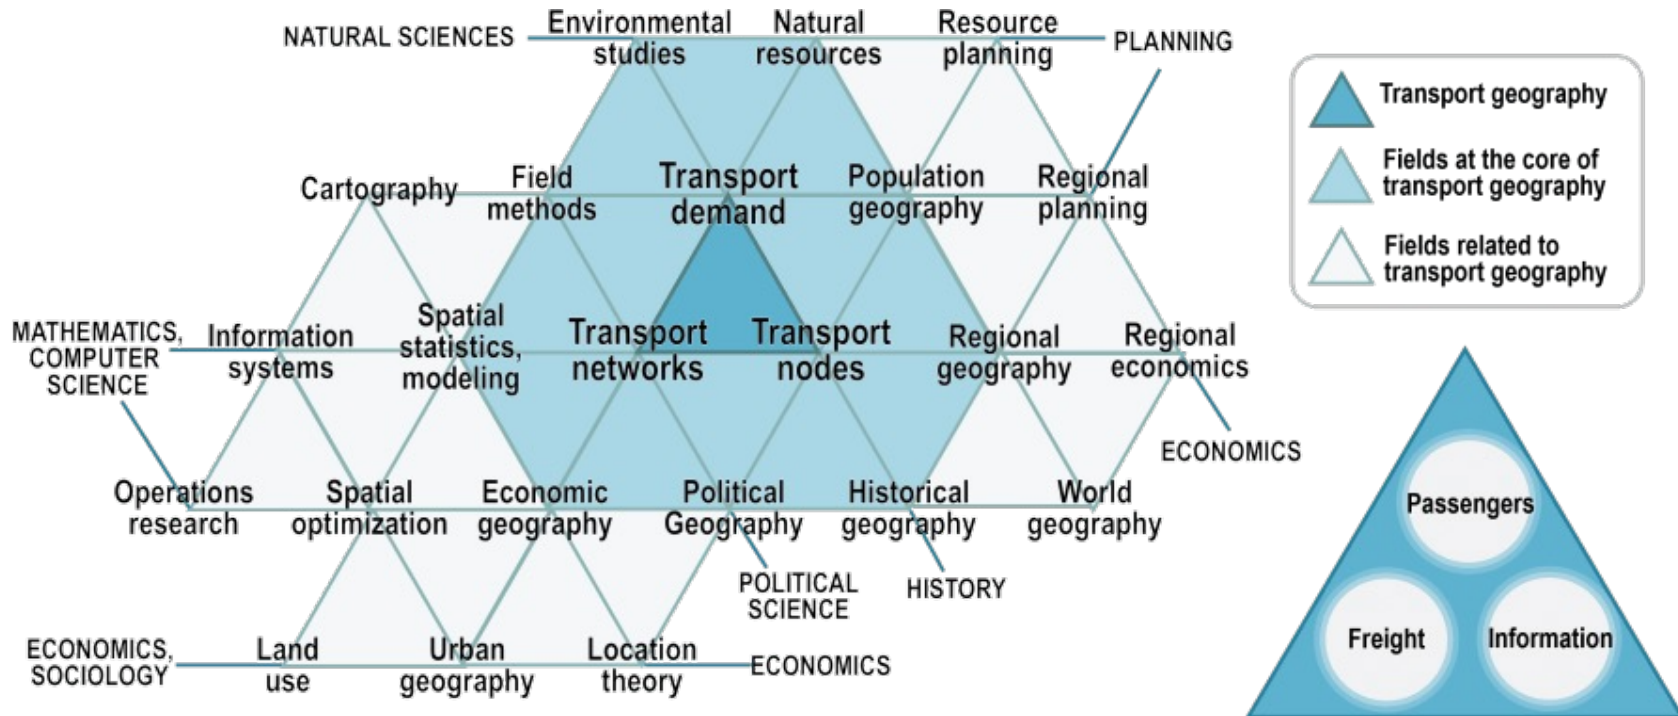 NATURAL SCIENCES
Environmental
studies
Natural
resources
Resource
planning
PLANNING
Cartography
Field
methods
Transport
demand
Population
geography
Regional
planning
MATHEMATICS,
COMPUTER
SCIENCE
Information
systems
Spatial
statistics,
modeling
Transport
networks
Transport
nodes
Regional
geography
Regional
economics
ECONOMICS
Operations
research
Spatial
optimization
Economic
geography
Political
Geography
Historical
geography
World
geography
POLITICAL
SCIENCE
HISTORY
ECONOMICS,
SOCIOLOGY
Land
use
Urban
geography
Location
theory
ECONOMICS
Transport geography
Fields at the core of
transport geography
Fields related to
transport geography
Passengers
Freight
Information